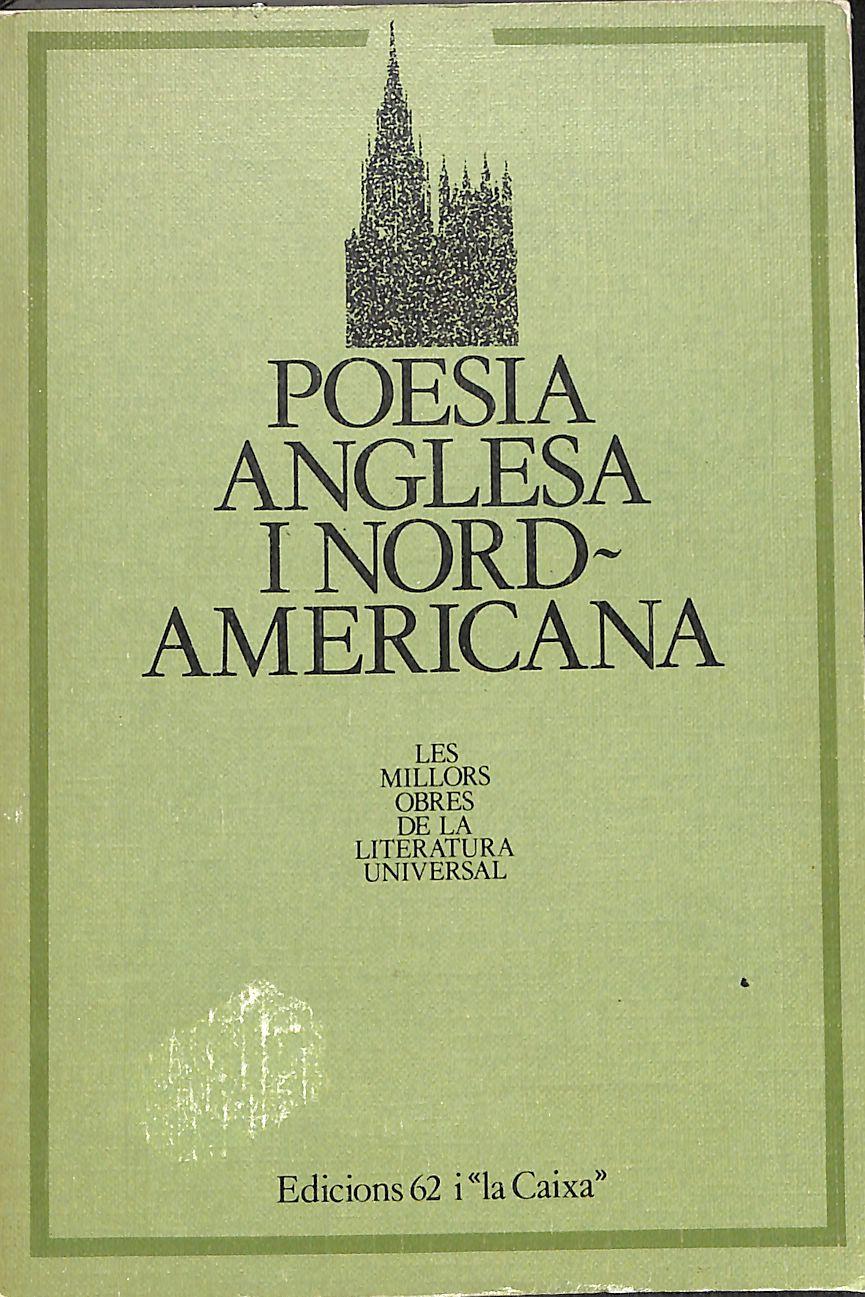 POESIA
ANGLESA
I NORD-
AMERICANA
LES
MILLORS
OBRES
DE LA
LITERATURA
UNIVERSAL
Edicions 62 i «la Caixa»